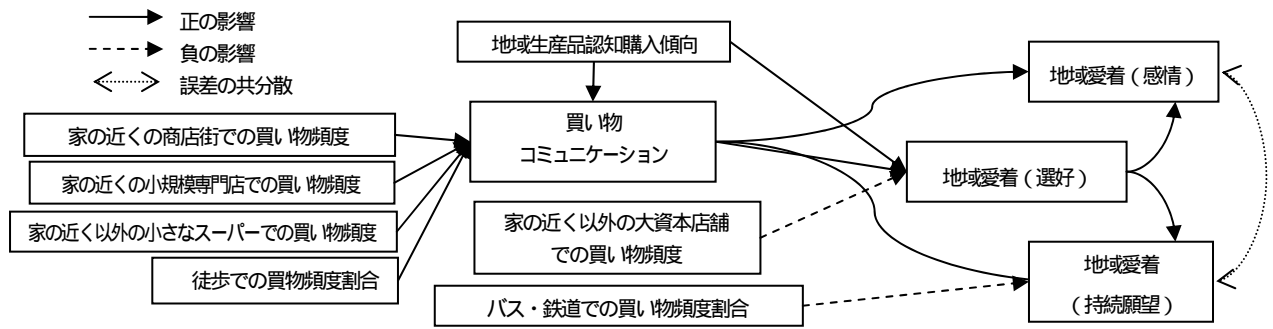 正の影響
負の影響
誤差の共分散
地域生産品認知購入傾向
買い物
コミュニケーション
家の近くの商店街での買い物頻度
家の近くの小規模専門店での買い物頻度
家の近く以外の小さなスーパーでの買い物頻度
徒歩での買物頻度割合
家の近く以外の大資本店舗
での買い物頻度
バス・鉄道での買い物頻度割合
地域愛着（感情）
地域愛着（選好）
地域愛着
（持続願望）